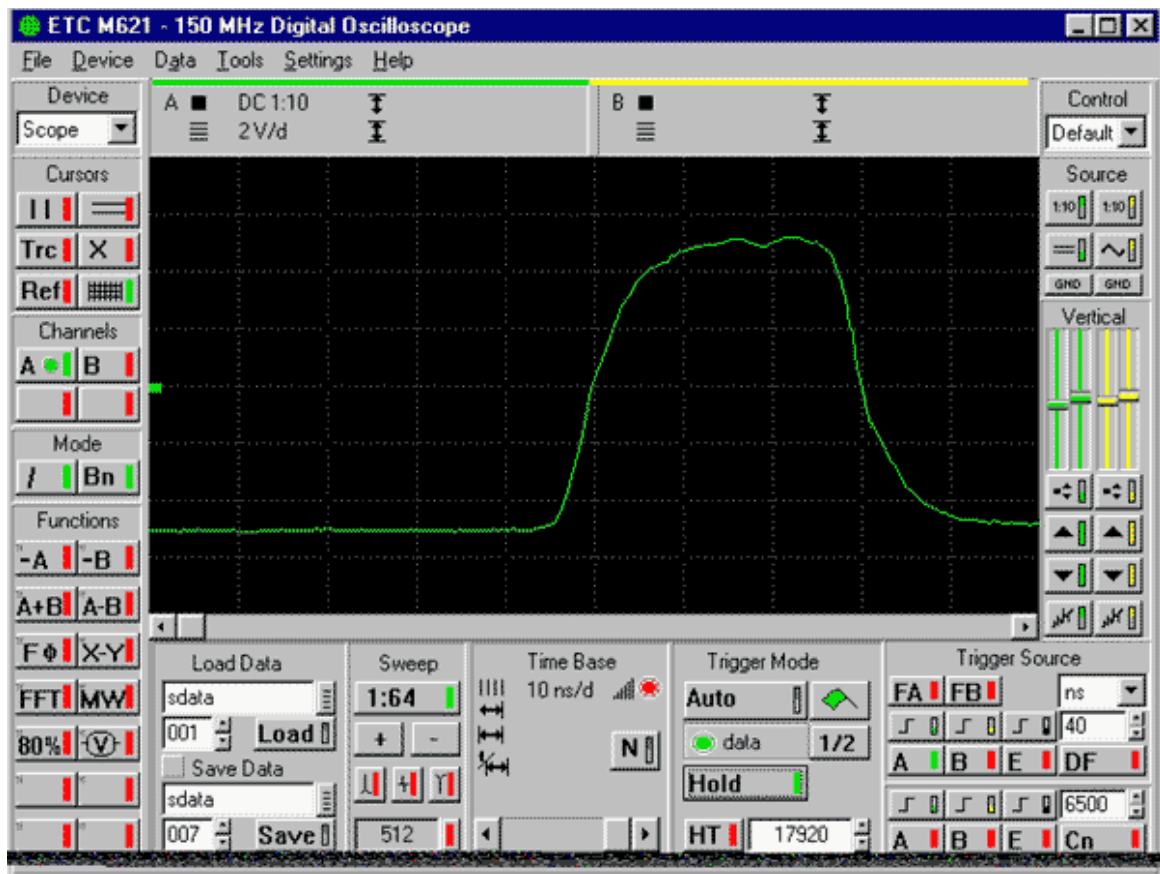 ETC M621 - 150 MHz Digital Oscilloscope
File Device Data Tools Settings Help
Device
Scope
A DC 1:10
2 V/d
B
Control
Default
Cursors
Trc X
Ref
Channels
A B
Mode
Bn
Functions
-A -B
A+B A-B
F Φ X-Y
FFT MW
80% V
Source
1:10 1:10
GND GND
Vertical
Load Data
sdata
001 Load
Save Data
sdata
007 Save
Sweep
1:64
+ -
512
Time Base
10 ns/d
N
Trigger Mode
Auto
data 1/2
Hold
HT 17920
Trigger Source
FA FB ns
40
A B E DF
6500
A B E Cn